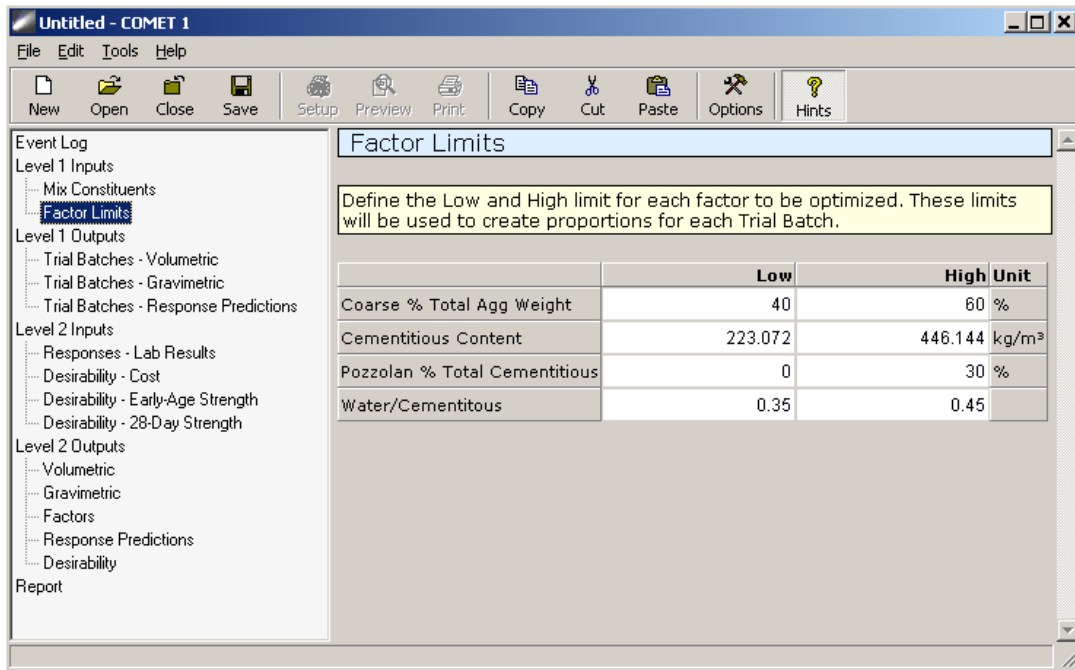 Untitled - COMET 1
File Edit Tools Help
New Open Close Save Setup Preview Print Copy Cut Paste Options Hints
Event Log
Level 1 Inputs
Mix Constituents
Factor Limits
Level 1 Outputs
Trial Batches - Volumetric
Trial Batches - Gravimetric
Trial Batches - Response Predictions
Level 2 Inputs
Responses - Lab Results
Desirability - Cost
Desirability - Early-Age Strength
Desirability - 28-Day Strength
Level 2 Outputs
Volumetric
Gravimetric
Factors
Response Predictions
Desirability
Report
Factor Limits
Define the Low and High limit for each factor to be optimized. These limits
will be used to create proportions for each Trial Batch.
Low High Unit
Coarse % Total Agg Weight 40 60 %
Cementitious Content 223.072 446.144 kg/m³
Pozzolan % Total Cementitious 0 30 %
Water/Cementitous 0.35 0.45